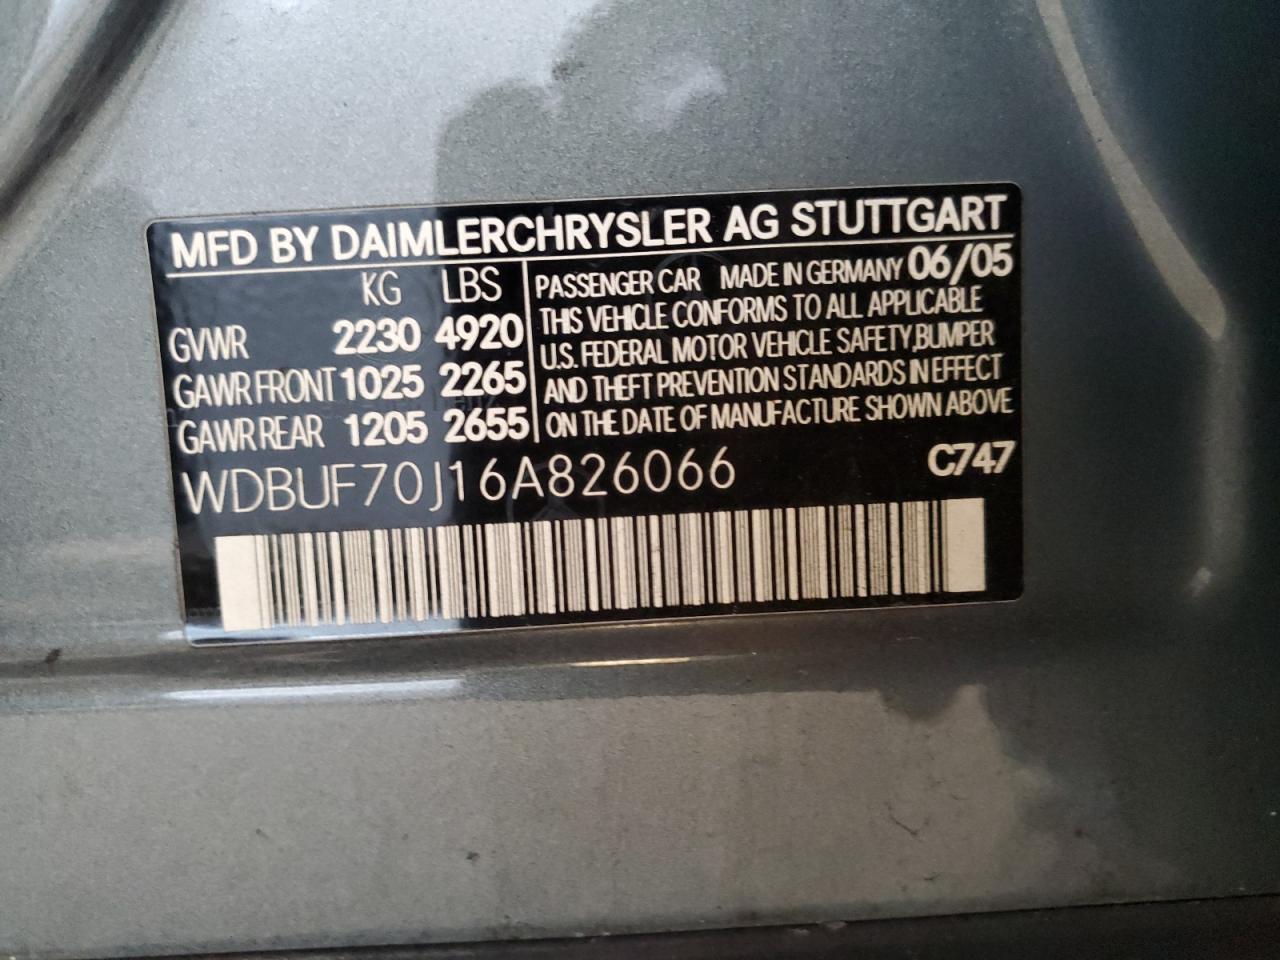 MFD BY DAIMLERCHRYSLER AG STUTTGART
KG LBS
GVWR 2230 4920
GAWR FRONT 1025 2265
GAWR REAR 1205 2655
PASSENGER CAR MADE IN GERMANY 06/05
THIS VEHICLE CONFORMS TO ALL APPLICABLE
U.S. FEDERAL MOTOR VEHICLE SAFETY,BUMPER
AND THEFT PREVENTION STANDARDS IN EFFECT
ON THE DATE OF MANUFACTURE SHOWN ABOVE
WDBUF70J16A826066 C747